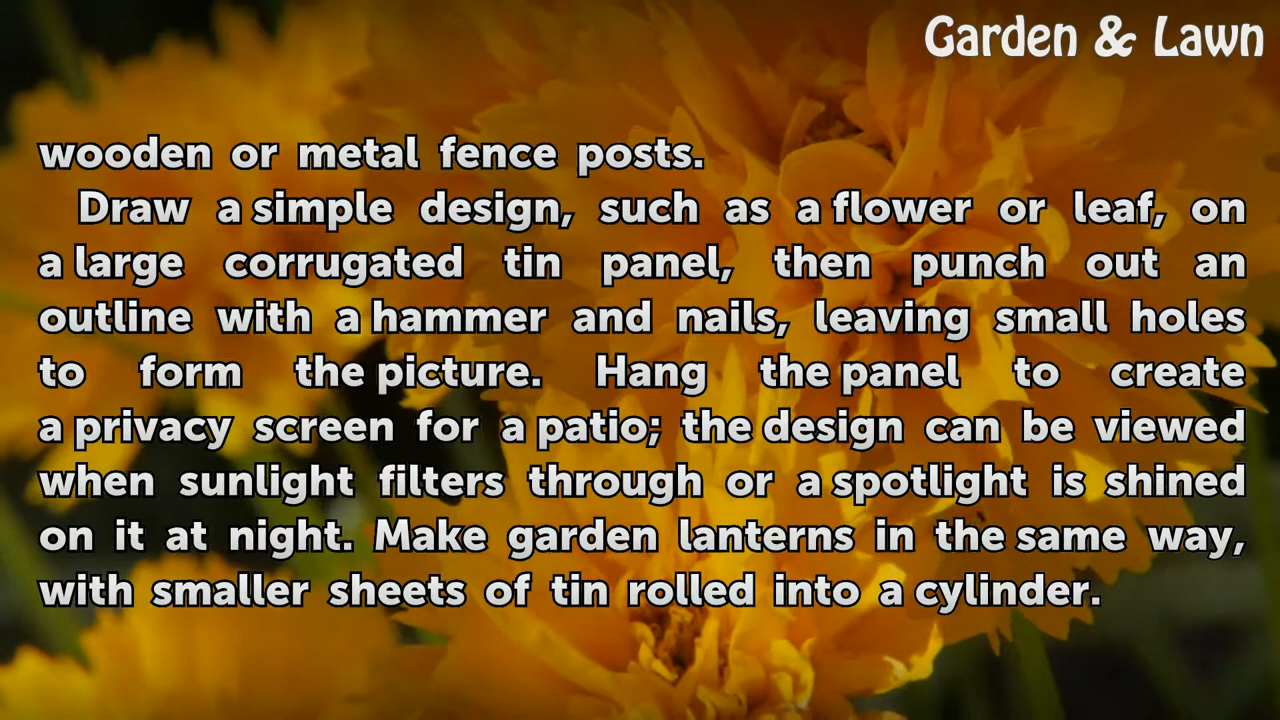 Garden & Lawn
wooden or metal fence posts.
Draw a simple design, such as a flower or leaf, on
a large corrugated tin panel, then punch out an
outline with a hammer and nails, leaving small holes
to form the picture. Hang the panel to create
a privacy screen for a patio; the design can be viewed
when sunlight filters through or a spotlight is shined
on it at night. Make garden lanterns in the same way,
with smaller sheets of tin rolled into a cylinder.